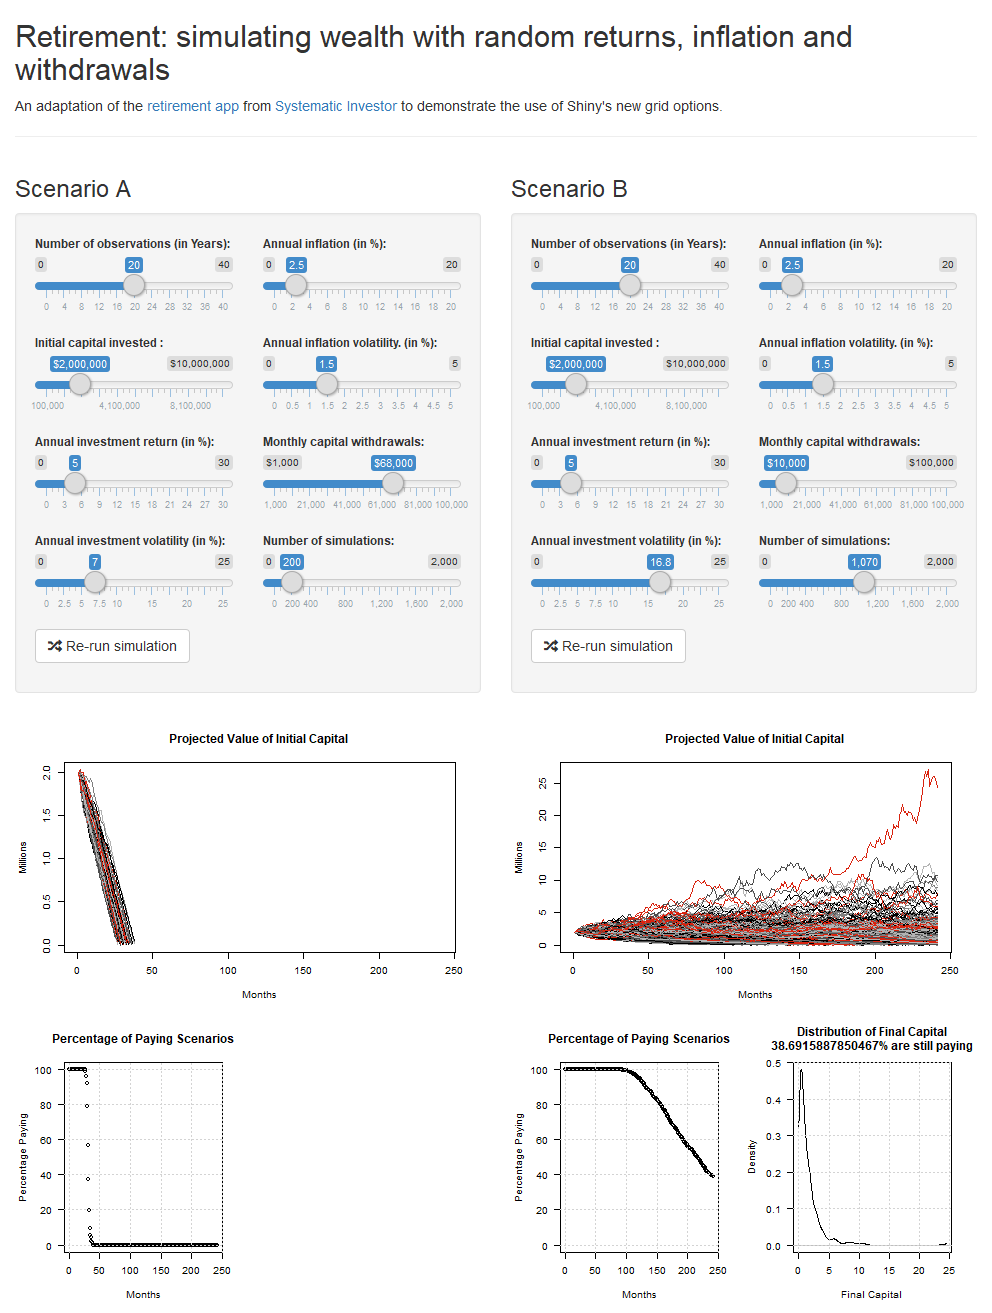 Retirement: simulating wealth with random returns, inflation and
withdrawals
An adaptation of the retirement app from Systematic Investor to demonstrate the use of Shiny's new grid options.
Scenario A
Number of observations (in Years):
0 20 40
0 4 8 12 16 20 24 28 32 36 40
Annual inflation (in %):
0 2.5 20
0 2 4 6 8 10 12 14 16 18 20
Initial capital invested :
$2,000,000 $10,000,000
100,000 4,100,000 8,100,000
Annual inflation volatility. (in %):
0 1.5 5
0 0.5 1 1.5 2 2.5 3 3.5 4 4.5 5
Annual investment return (in %):
0 5 30
0 3 6 9 12 15 18 21 24 27 30
Monthly capital withdrawals:
$1,000 $68,000
1,000 21,000 41,000 61,000 81,000 100,000
Annual investment volatility (in %):
0 7 25
0 2.5 5 7.5 10 15 20 25
Number of simulations:
0 200 2,000
0 200 400 800 1,200 1,600 2,000
Re-run simulation
Scenario B
Number of observations (in Years):
0 20 40
0 4 8 12 16 20 24 28 32 36 40
Annual inflation (in %):
0 2.5 20
0 2 4 6 8 10 12 14 16 18 20
Initial capital invested :
$2,000,000 $10,000,000
100,000 4,100,000 8,100,000
Annual inflation volatility. (in %):
0 1.5 5
0 0.5 1 1.5 2 2.5 3 3.5 4 4.5 5
Annual investment return (in %):
0 5 30
0 3 6 9 12 15 18 21 24 27 30
Monthly capital withdrawals:
$10,000 $100,000
1,000 21,000 41,000 61,000 81,000 100,000
Annual investment volatility (in %):
0 16.8 25
0 2.5 5 7.5 10 15 20 25
Number of simulations:
0 1,070 2,000
0 200 400 800 1,200 1,600 2,000
Re-run simulation
Projected Value of Initial Capital
Millions
2.0
1.5
1.0
0.5
0.0
0 50 100 150 200 250
Months
Projected Value of Initial Capital
Millions
25
20
15
10
5
0
0 50 100 150 200 250
Months
Percentage of Paying Scenarios
Percentage Paying
100
80
60
40
20
0
0 50 100 150 200 250
Months
Percentage of Paying Scenarios
Percentage Paying
100
80
60
40
20
0
0 50 100 150 200 250
Months
Distribution of Final Capital
38.6915887850467% are still paying
Density
0.5
0.4
0.3
0.2
0.1
0.0
0 5 10 15 20 25
Final Capital